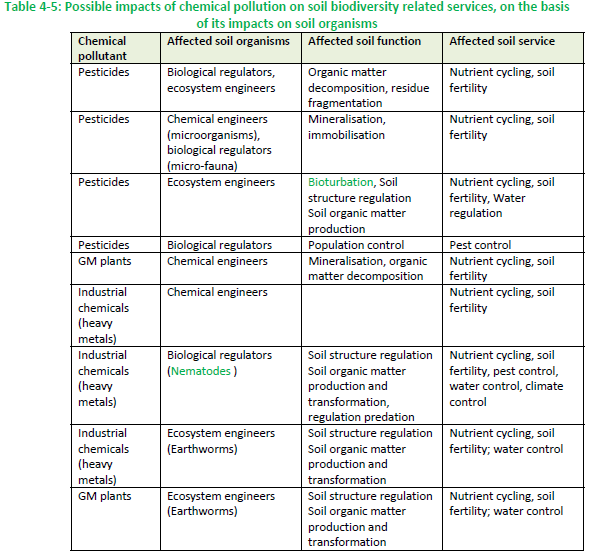 Table 4-5: Possible impacts of chemical pollution on soil biodiversity related services, on the basis
of its impacts on soil organisms
Chemical pollutant | Affected soil organisms | Affected soil function | Affected soil service
Pesticides | Biological regulators, ecosystem engineers | Organic matter decomposition, residue fragmentation | Nutrient cycling, soil fertility
Pesticides | Chemical engineers (microorganisms), biological regulators (micro-fauna) | Mineralisation, immobilisation | Nutrient cycling, soil fertility
Pesticides | Ecosystem engineers | Bioturbation, Soil structure regulation Soil organic matter production | Nutrient cycling, soil fertility, Water regulation
Pesticides | Biological regulators | Population control | Pest control
GM plants | Chemical engineers | Mineralisation, organic matter decomposition | Nutrient cycling, soil fertility
Industrial chemicals (heavy metals) | Chemical engineers | | Nutrient cycling, soil fertility
Industrial chemicals (heavy metals) | Biological regulators (Nematodes ) | Soil structure regulation Soil organic matter production and transformation, regulation predation | Nutrient cycling, soil fertility, pest control, water control, climate control
Industrial chemicals (heavy metals) | Ecosystem engineers (Earthworms) | Soil structure regulation Soil organic matter production and transformation | Nutrient cycling, soil fertility; water control
GM plants | Ecosystem engineers (Earthworms) | Soil structure regulation Soil organic matter production and transformation | Nutrient cycling, soil fertility; water control